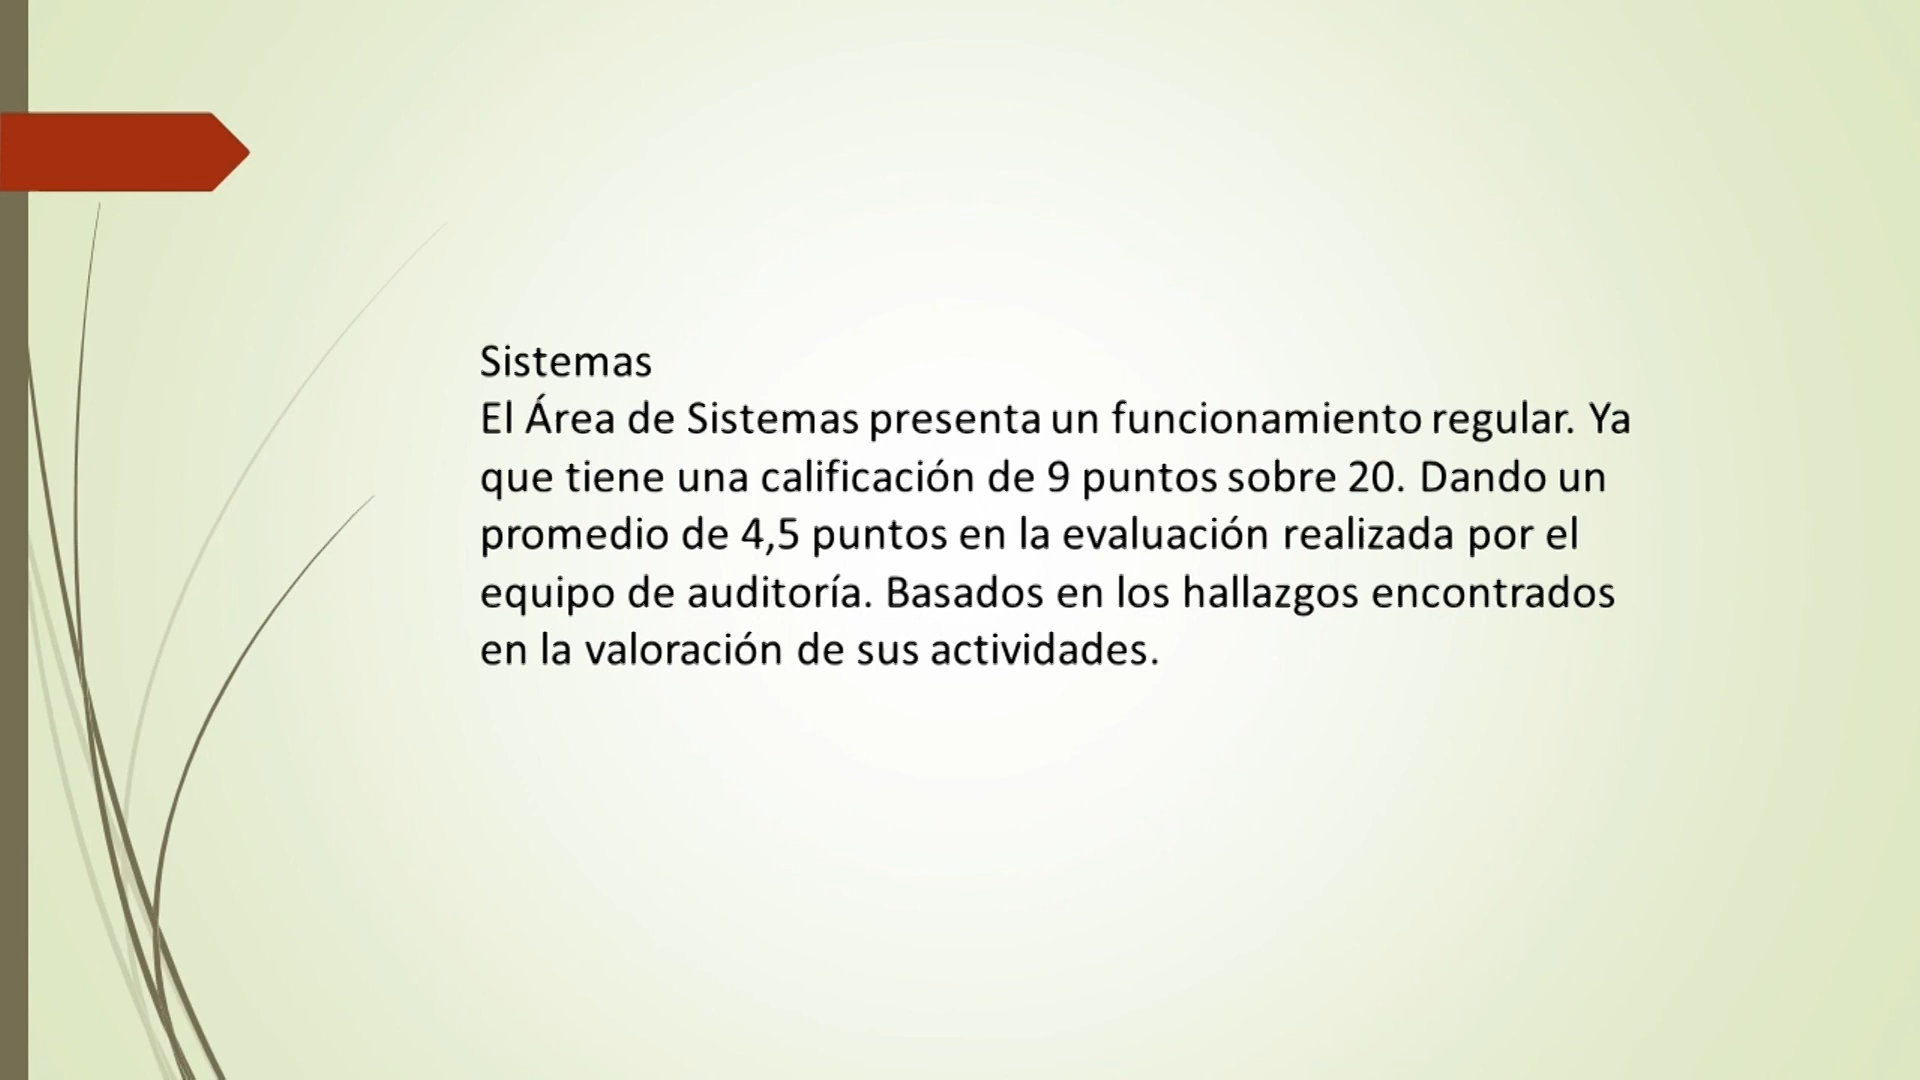 Sistemas
El Área de Sistemas presenta un funcionamiento regular. Ya
que tiene una calificación de 9 puntos sobre 20. Dando un
promedio de 4,5 puntos en la evaluación realizada por el
equipo de auditoría. Basados en los hallazgos encontrados
en la valoración de sus actividades.